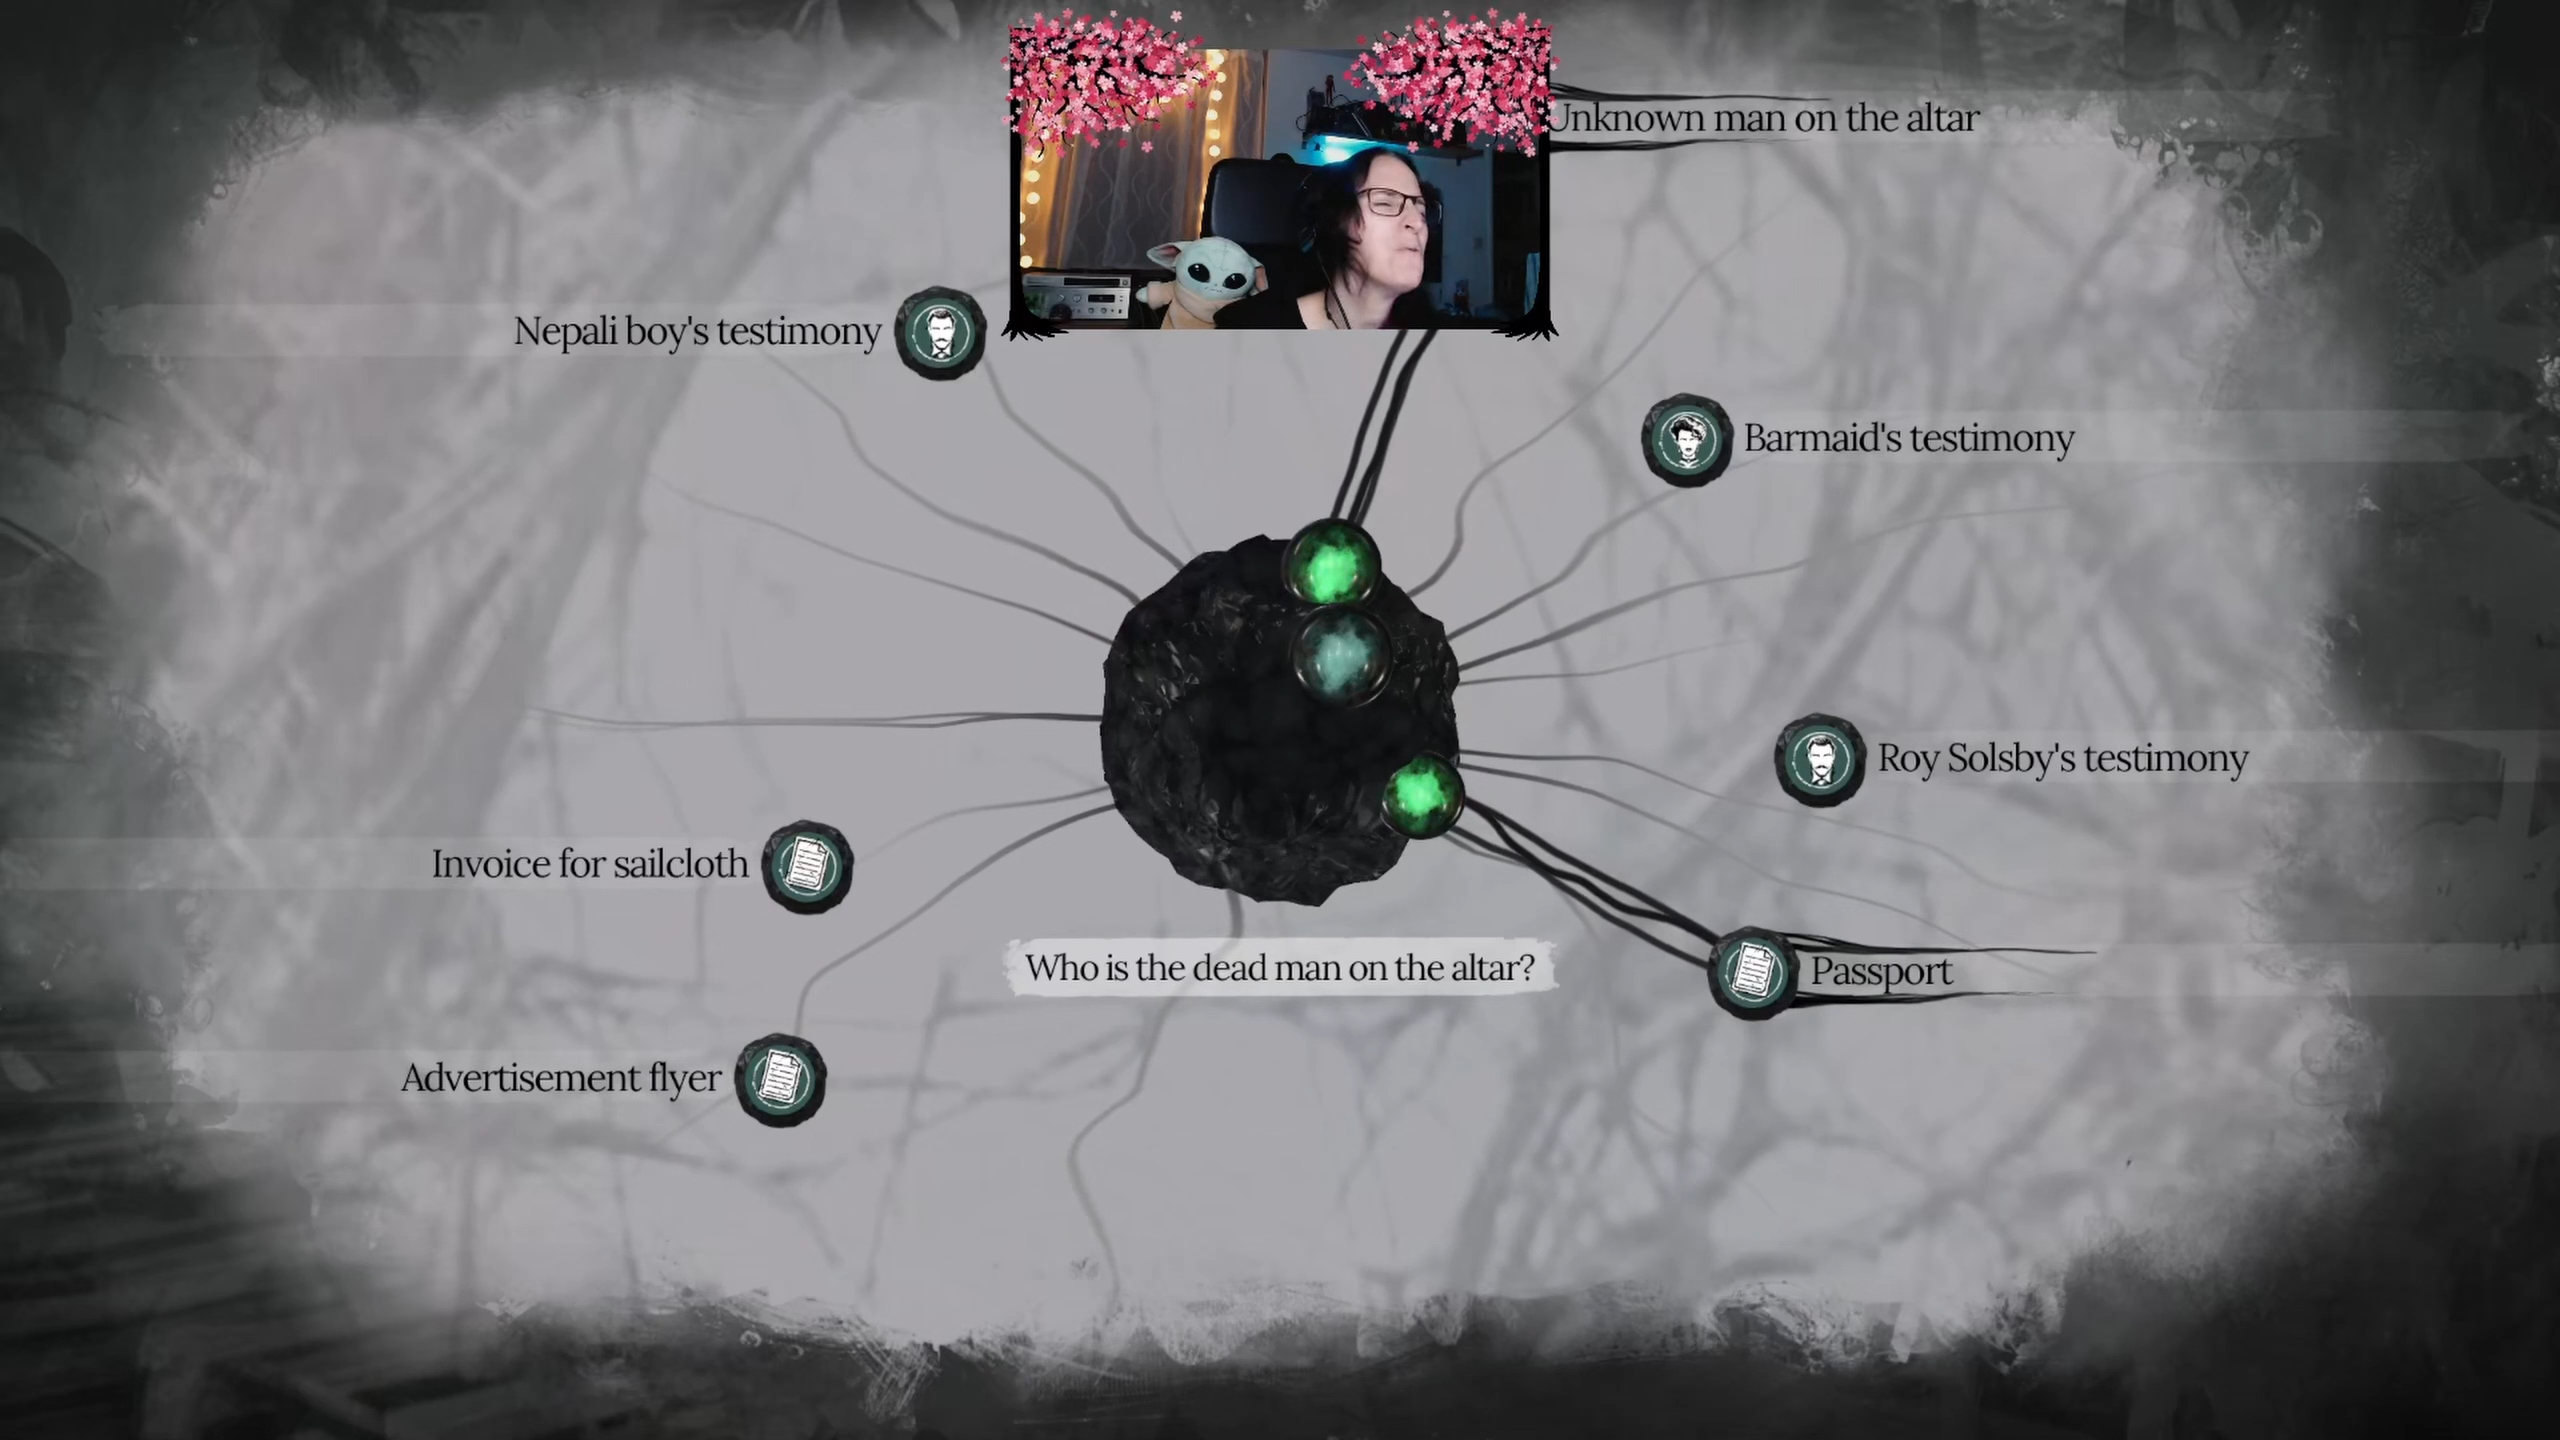 Unknown man on the altar
Nepali boy's testimony
Barmaid's testimony
Roy Solsby's testimony
Invoice for sailcloth
Who is the dead man on the altar?
Passport
Advertisement flyer